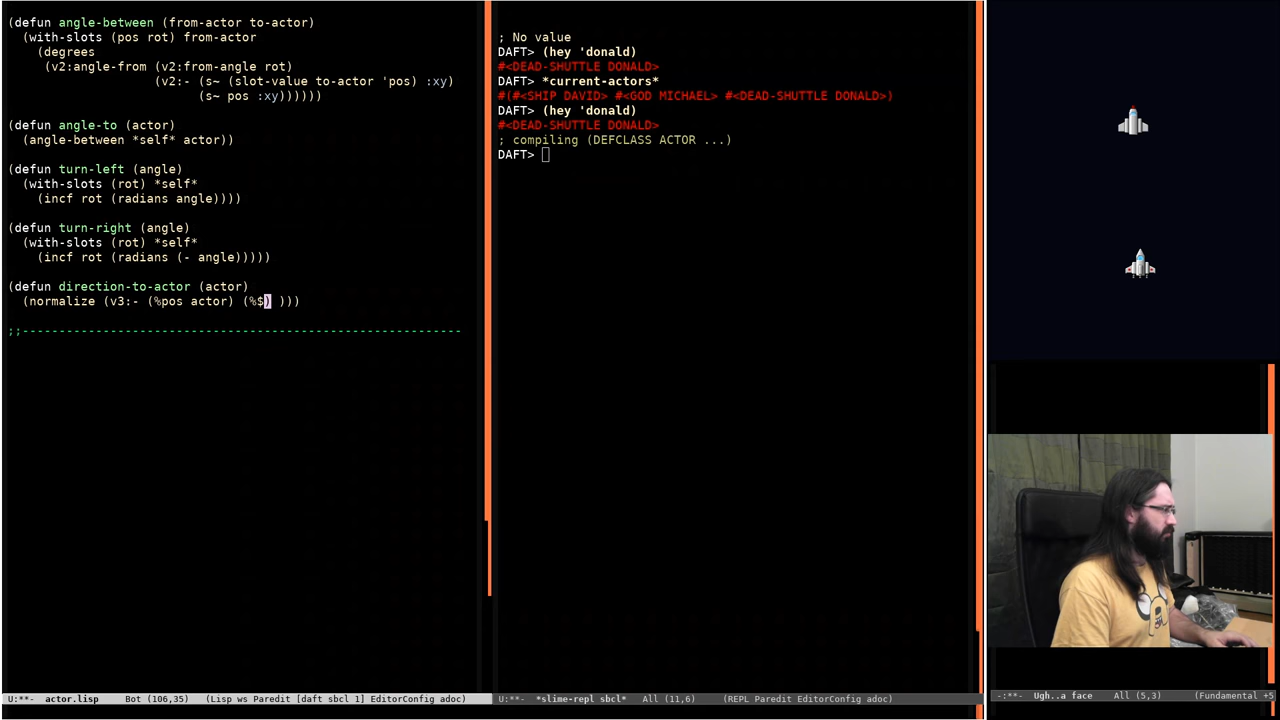 (defun angle-between (from-actor to-actor)
  (with-slots (pos rot) from-actor
    (degrees
     (v2:angle-from (v2:from-angle rot)
                    (v2:- (s~ (slot-value to-actor 'pos) :xy)
                          (s~ pos :xy))))))
(defun angle-to (actor)
  (angle-between *self* actor))
(defun turn-left (angle)
  (with-slots (rot) *self*
    (incf rot (radians angle))))
(defun turn-right (angle)
  (with-slots (rot) *self*
    (incf rot (radians (- angle)))))
(defun direction-to-actor (actor)
  (normalize (v3:- (%pos actor) (%$) )))
;;------------------------------------------------------------
U:**-  actor.lisp    Bot (106,35)   (Lisp ws Paredit [daft sbcl 1] EditorConfig adoc)
; No value
DAFT> (hey 'donald)
#<DEAD-SHUTTLE DONALD>
DAFT> *current-actors*
#(#<SHIP DAVID> #<GOD MICHAEL> #<DEAD-SHUTTLE DONALD>)
DAFT> (hey 'donald)
#<DEAD-SHUTTLE DONALD>
; compiling (DEFCLASS ACTOR ...)
DAFT>
U:**-  *slime-repl sbcl*   All (11,6)    (REPL Paredit EditorConfig adoc)
-:**-  Ugh..a face   All (5,3)     (Fundamental +5